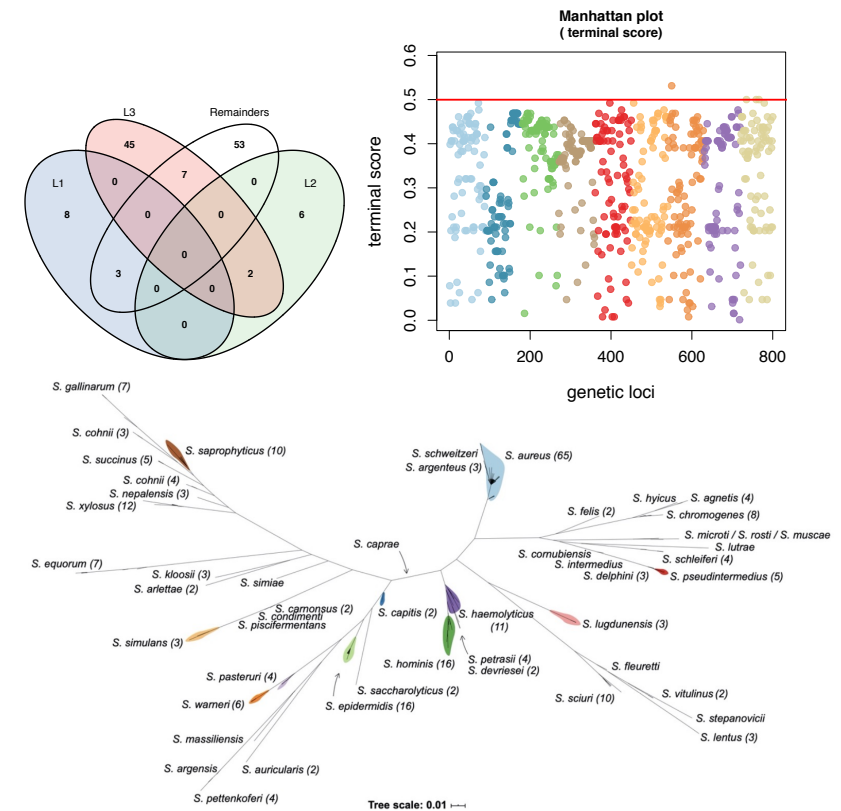 L3
Remainders
45
53
7
L1
0
0
L2
8
0
0
6
0
3
0
0
2
0
Manhattan plot
( terminal score)
terminal score
0.6
0.5
0.4
0.3
0.2
0.1
0.0
0
200
400
600
800
genetic loci
S. gallinarum (7)
S. cohnii (3)
S. saprophyticus (10)
S. succinus (5)
S. cohnii (4)
S. nepalensis (3)
S. xylosus (12)
S. equorum (7)
S. kloosii (3)
S. arlettae (2)
S. simiae
S. carnonsus (2)
S. condimenti
S. piscifermentans
S. simulans (3)
S. pasteruri (4)
S. warneri (6)
S. massiliensis
S. argensis
S. auricularis (2)
S. pettenkoferi (4)
S. caprae
S. capitis (2)
S. haemolyticus
(11)
S. hominis (16)
S. petrasii (4)
S. devriesei (2)
S. saccharolyticus (2)
S. epidermidis (16)
S. schweitzeri
S. argenteus (3)
S. aureus (65)
S. felis (2)
S. hyicus
S. agnetis (4)
S. chromogenes (8)
S. microti / S. rosti / S. muscae
S. lutrae
S. cornubiensis
S. intermedius
S. schleiferi (4)
S. delphini (3)
S. pseudintermedius (5)
S. lugdunensis (3)
S. fleuretti
S. sciuri (10)
S. vitulinus (2)
S. stepanovicii
S. lentus (3)
Tree scale: 0.01